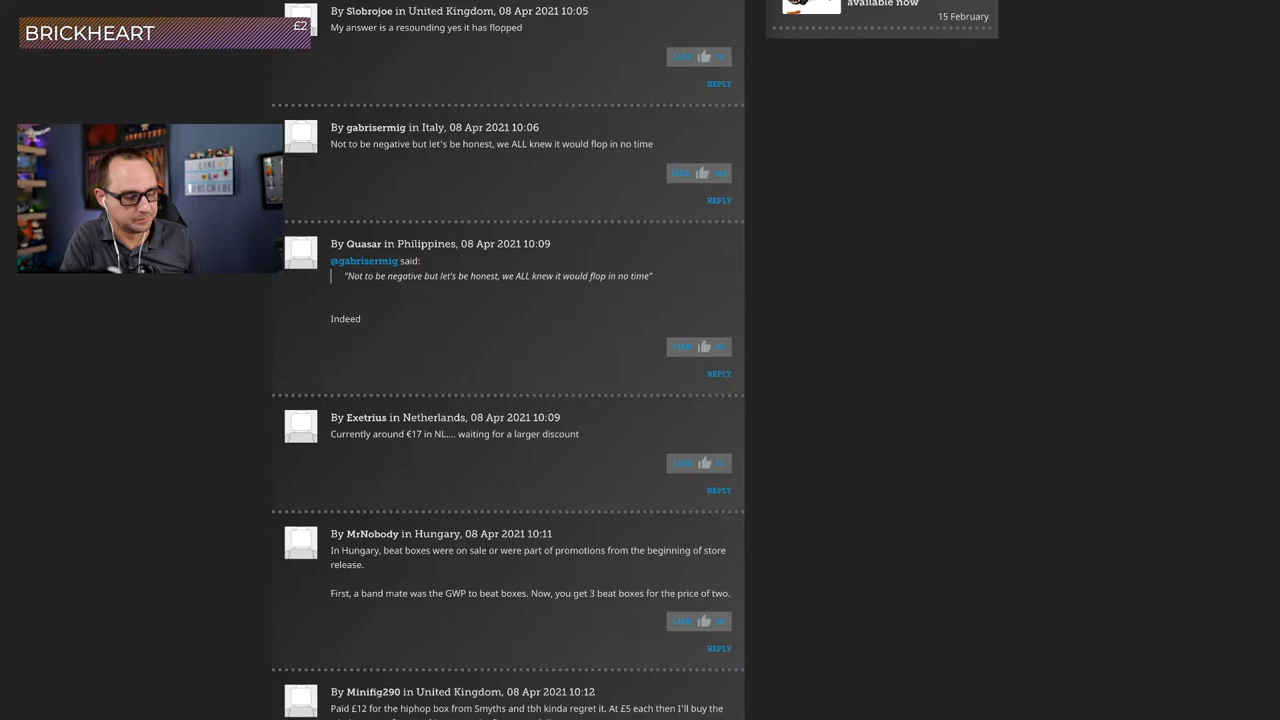 By Slobrojoe in United Kingdom, 08 Apr 2021 10:05
My answer is a resounding yes it has flopped
BRICKHEART
£2
available now
15 February
REPLY
By gabrisermig in Italy, 08 Apr 2021 10:06
Not to be negative but let's be honest, we ALL knew it would flop in no time
LIKE
REPLY
LIKE
By Quasar in Philippines, 08 Apr 2021 10:09
@gabrisermig said:
"Not to be negative but let's be honest, we ALL knew it would flop in no time"
Indeed
REPLY
By Exetrius in Netherlands, 08 Apr 2021 10:09
Currently around €17 in NL.... waiting for a larger discount
REPLY
By MrNobody in Hungary, 08 Apr 2021 10:11
In Hungary, beat boxes were on sale or were part of promotions from the beginning of store
release.
First, a band mate was the GWP to beat boxes. Now, you get 3 beat boxes for the price of two.
LIKE
REPLY
By Minifig290 in United Kingdom, 08 Apr 2021 10:12
Paid £12 for the hiphop box from Smyths and tbh kinda regret it. At £5 each then I'll buy the